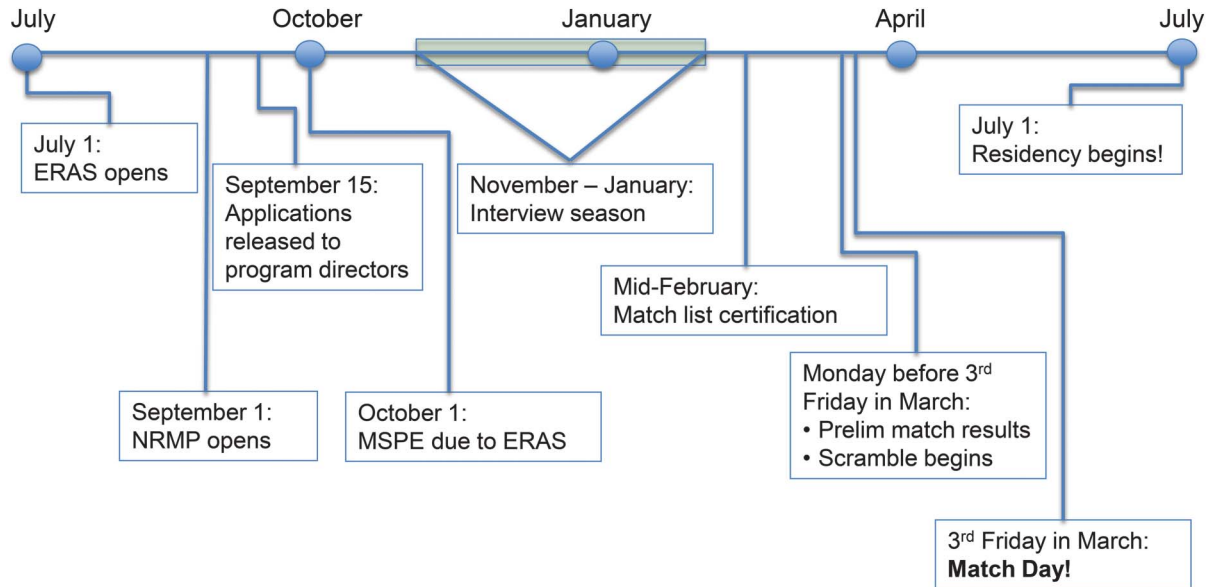 July
October
January
April
July
July 1:
ERAS opens
September 15:
Applications
released to
program directors
November – January:
Interview season
July 1:
Residency begins!
Mid-February:
Match list certification
September 1:
NRMP opens
October 1:
MSPE due to ERAS
Monday before 3rd
Friday in March:
• Prelim match results
• Scramble begins
3rd Friday in March:
Match Day!